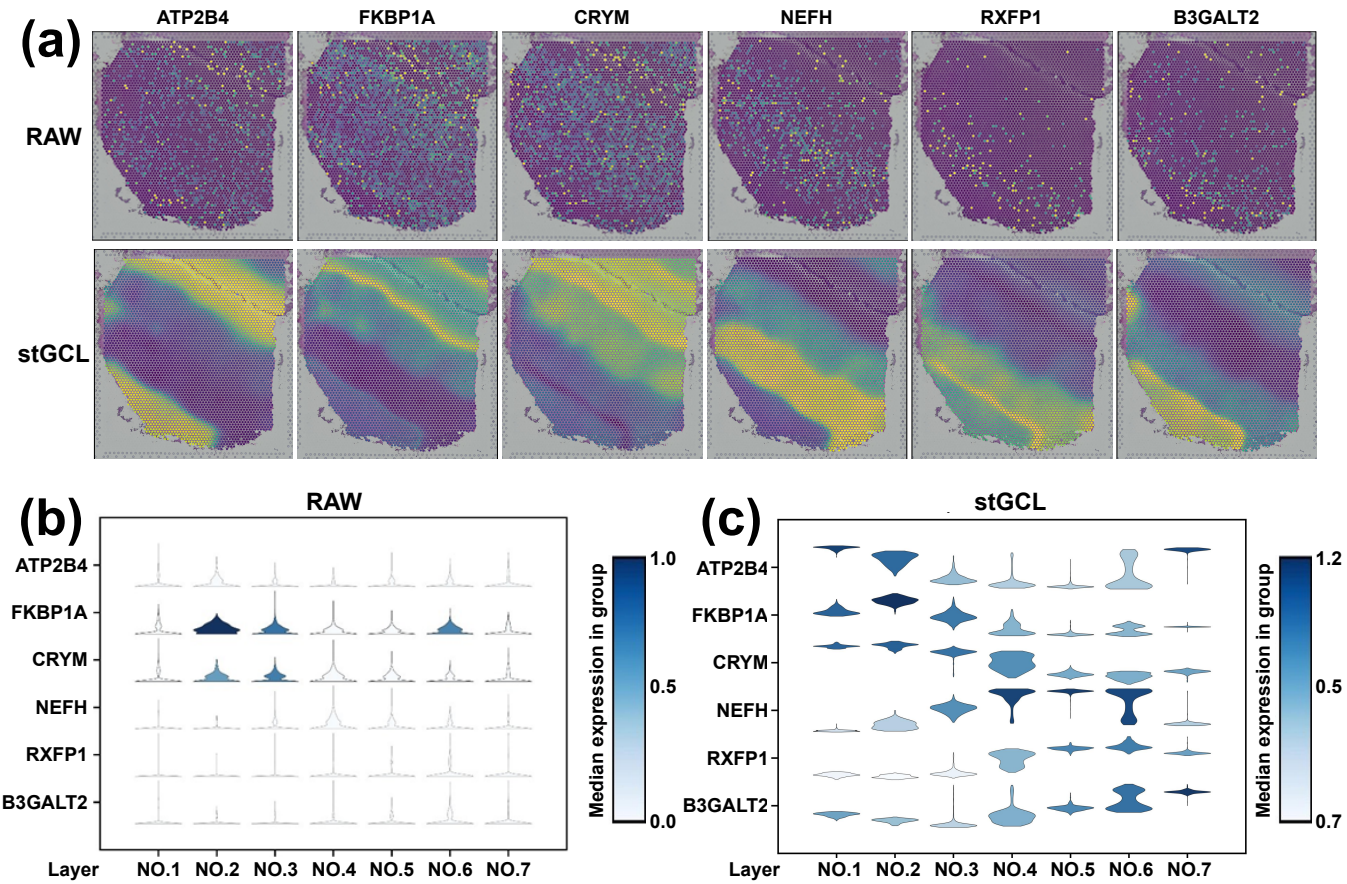 (a)
ATP2B4 FKBP1A CRYM NEFH RXFP1 B3GALT2
RAW
stGCL
(b)
RAW
ATP2B4
FKBP1A
CRYM
NEFH
RXFP1
B3GALT2
Layer NO.1 NO.2 NO.3 NO.4 NO.5 NO.6 NO.7
Median expression in group
1.0
0.5
0.0
(c)
stGCL
ATP2B4
FKBP1A
CRYM
NEFH
RXFP1
B3GALT2
Layer NO.1 NO.2 NO.3 NO.4 NO.5 NO.6 NO.7
Median expression in group
1.2
0.5
0.7